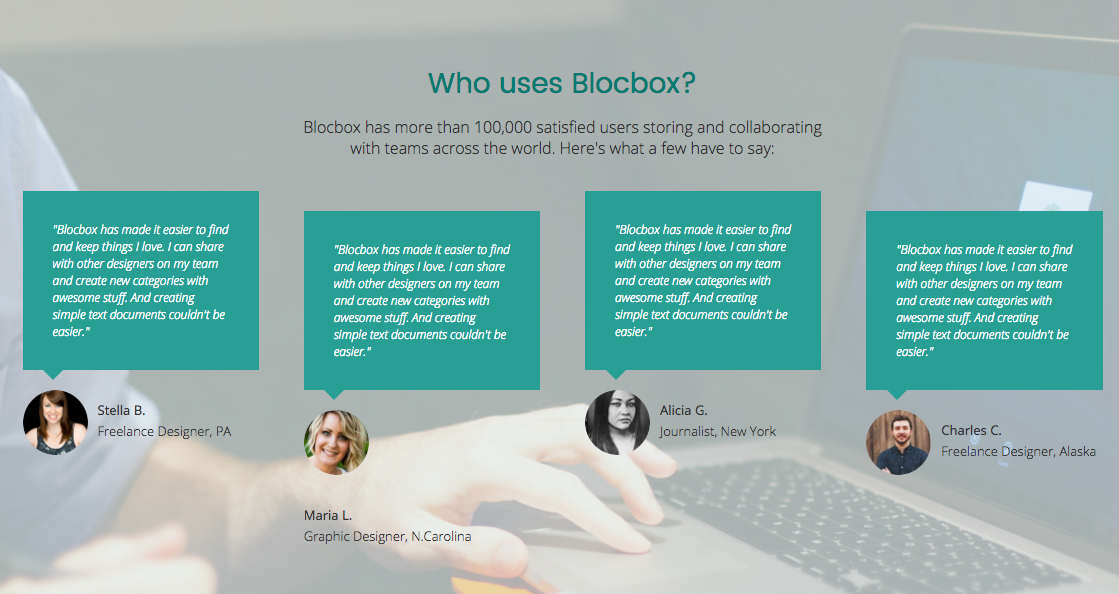 Who uses Blocbox?
Blocbox has more than 100,000 satisfied users storing and collaborating
with teams across the world. Here's what a few have to say:
"Blocbox has made it easier to find
and keep things I love. I can share
with other designers on my team
and create new categories with
awesome stuff. And creating
simple text documents couldn't be
easier."
Stella B.
Freelance Designer, PA
"Blocbox has made it easier to find
and keep things I love. I can share
with other designers on my team
and create new categories with
awesome stuff. And creating
simple text documents couldn't be
easier."
Maria L.
Graphic Designer, N.Carolina
"Blocbox has made it easier to find
and keep things I love. I can share
with other designers on my team
and create new categories with
awesome stuff. And creating
simple text documents couldn't be
easier."
Alicia G.
Journalist, New York
"Blocbox has made it easier to find
and keep things I love. I can share
with other designers on my team
and create new categories with
awesome stuff. And creating
simple text documents couldn't be
easier."
Charles C.
Freelance Designer, Alaska